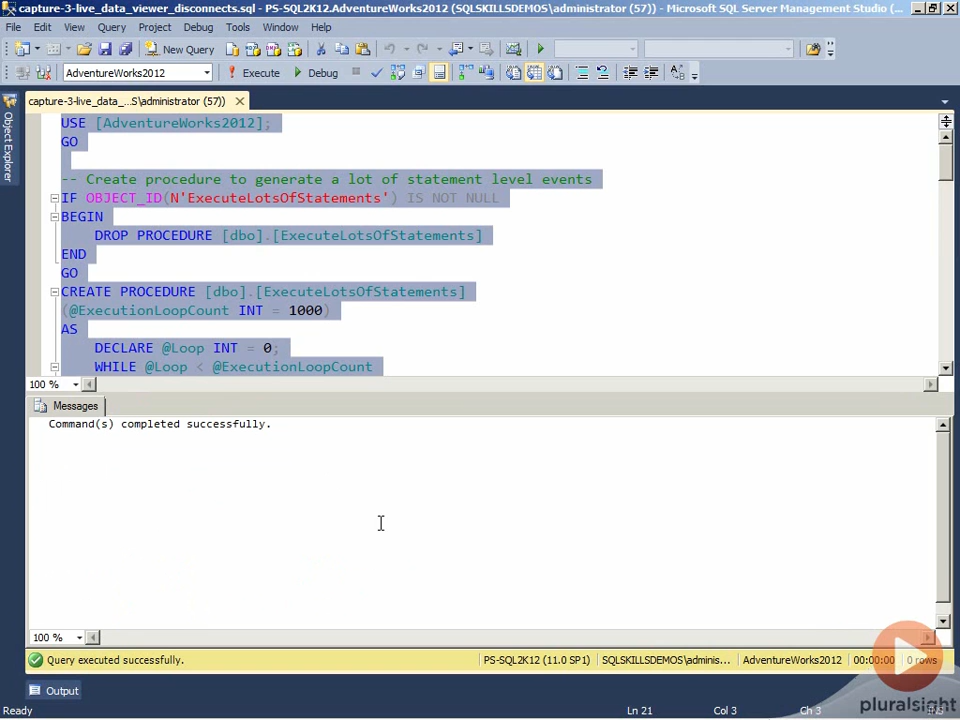 capture-3-live_data_viewer_disconnects.sql - PS-SQL2K12.AdventureWorks2012 (SQLSKILLSDEMOS\administrator (57)) - Microsoft SQL Server Management Studio (...
File Edit View Query Project Debug Tools Window Help
New Query
AdventureWorks2012 Execute Debug
Object Explorer
capture-3-live_data_...S\administrator (57))
USE [AdventureWorks2012];
GO
-- Create procedure to generate a lot of statement level events
IF OBJECT_ID(N'ExecuteLotsOfStatements') IS NOT NULL
BEGIN
DROP PROCEDURE [dbo].[ExecuteLotsOfStatements]
END
GO
CREATE PROCEDURE [dbo].[ExecuteLotsOfStatements]
(@ExecutionLoopCount INT = 1000)
AS
DECLARE @Loop INT = 0;
WHILE @Loop < @ExecutionLoopCount
100 %
Messages
Command(s) completed successfully.
100 %
Query executed successfully. PS-SQL2K12 (11.0 SP1) SQLSKILLSDEMOS\adminis... AdventureWorks2012 00:00:00 0 rows
Output
pluralsight
Ready Ln 21 Col 3 Ch 3 INS